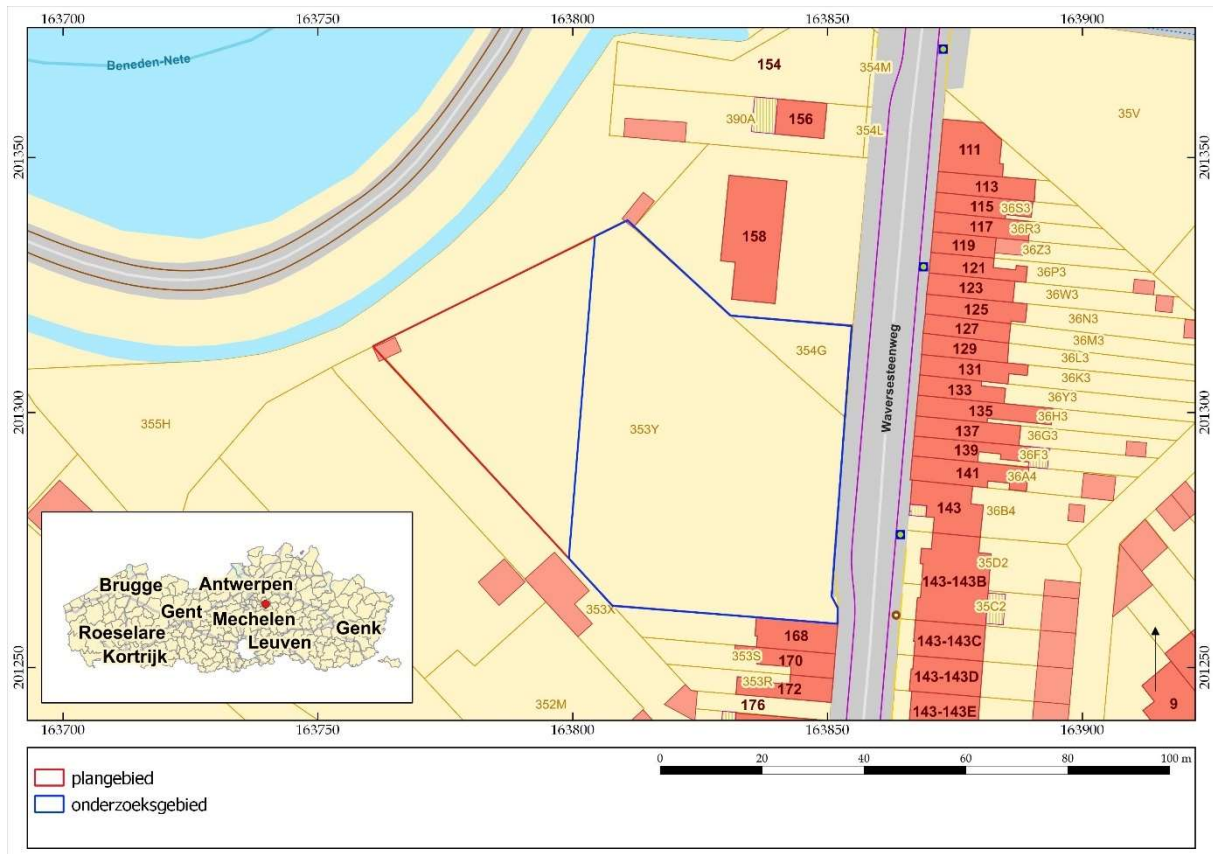 163700 163750 163800 163850 163900
Beneden-Nete
154
354M
390A
156
354L
35V
201350
201350
111
113
115
36S3
117
36R3
119
36Z3
158
121
36P3
123
36W3
125
36N3
127
36M3
354G
129
36L3
131
36K3
Waversesteenweg
133
36Y3
201300
201300
135
36H3
355H
353Y
137
36G3
139
36F3
141
36A4
143
36B4
35D2
143-143B
Brugge
Antwerpen
Gent
Mechelen
Genk
Roeselare
Leuven
Kortrijk
353X
35C2
168
143-143C
353S
170
201250
201250
353R
172
143-143D
352M
176
143-143E
9
163700 163750 163800 163850 163900
plangebied
onderzoeksgebied
0 20 40 60 80 100 m